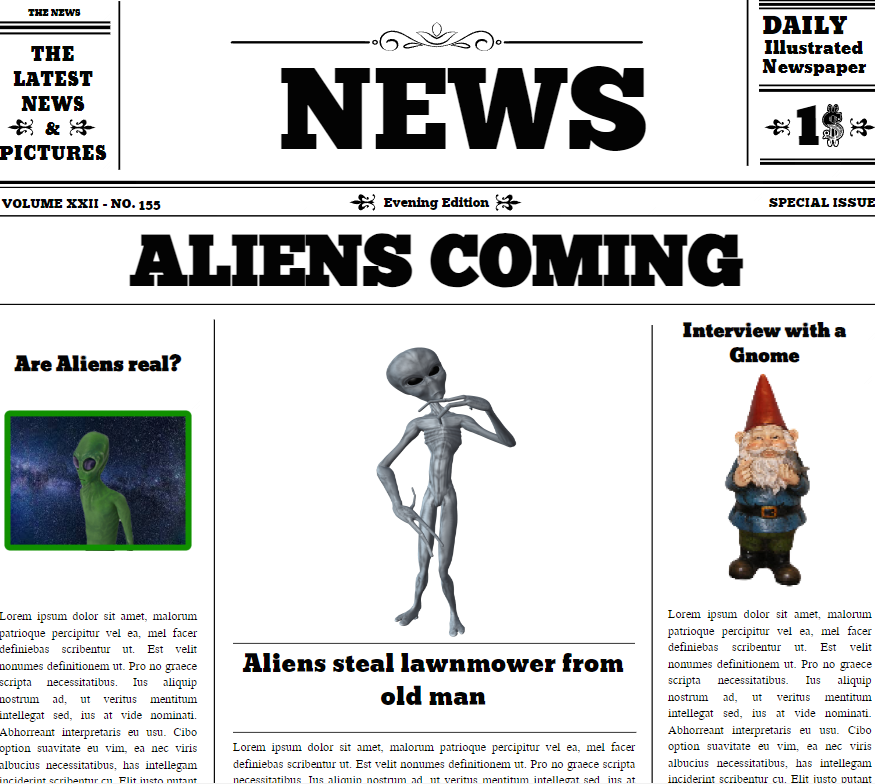 THE NEWS
THE
LATEST
NEWS
&
PICTURES
NEWS
DAILY
Illustrated
Newspaper
1$
VOLUME XXII - NO. 155
Evening Edition
SPECIAL ISSUE
ALIENS COMING
Are Aliens real?
Lorem ipsum dolor sit amet, malorum
patrioque percipitur vel ea, mel facer
definiebas scribentur ut. Est velit
nonumes definitionem ut. Pro no graece
scripta necessitatibus. Ius aliquip
nostrum ad, ut veritus mentitum
intellegat sed, ius at vide nominati.
Abhorreant interpretaris eu usu. Cibo
option suavitate eu vim, ea nec viris
albucius necessitatibus, has intellegam
inciderint scribentur cu. Elit iusto putant
Aliens steal lawnmower from
old man
Lorem ipsum dolor sit amet, malorum patrioque percipitur vel ea, mel facer
definiebas scribentur ut. Est velit nonumes definitionem ut. Pro no graece scripta
necessitatibus. Ius aliquip nostrum ad, ut veritus mentitum intellegat sed, ius at
Interview with a
Gnome
Lorem ipsum dolor sit amet, malorum
patrioque percipitur vel ea, mel facer
definiebas scribentur ut. Est velit
nonumes definitionem ut. Pro no graece
scripta necessitatibus. Ius aliquip
nostrum ad, ut veritus mentitum
intellegat sed, ius at vide nominati.
Abhorreant interpretaris eu usu. Cibo
option suavitate eu vim, ea nec viris
albucius necessitatibus, has intellegam
inciderint scribentur cu. Elit iusto putant